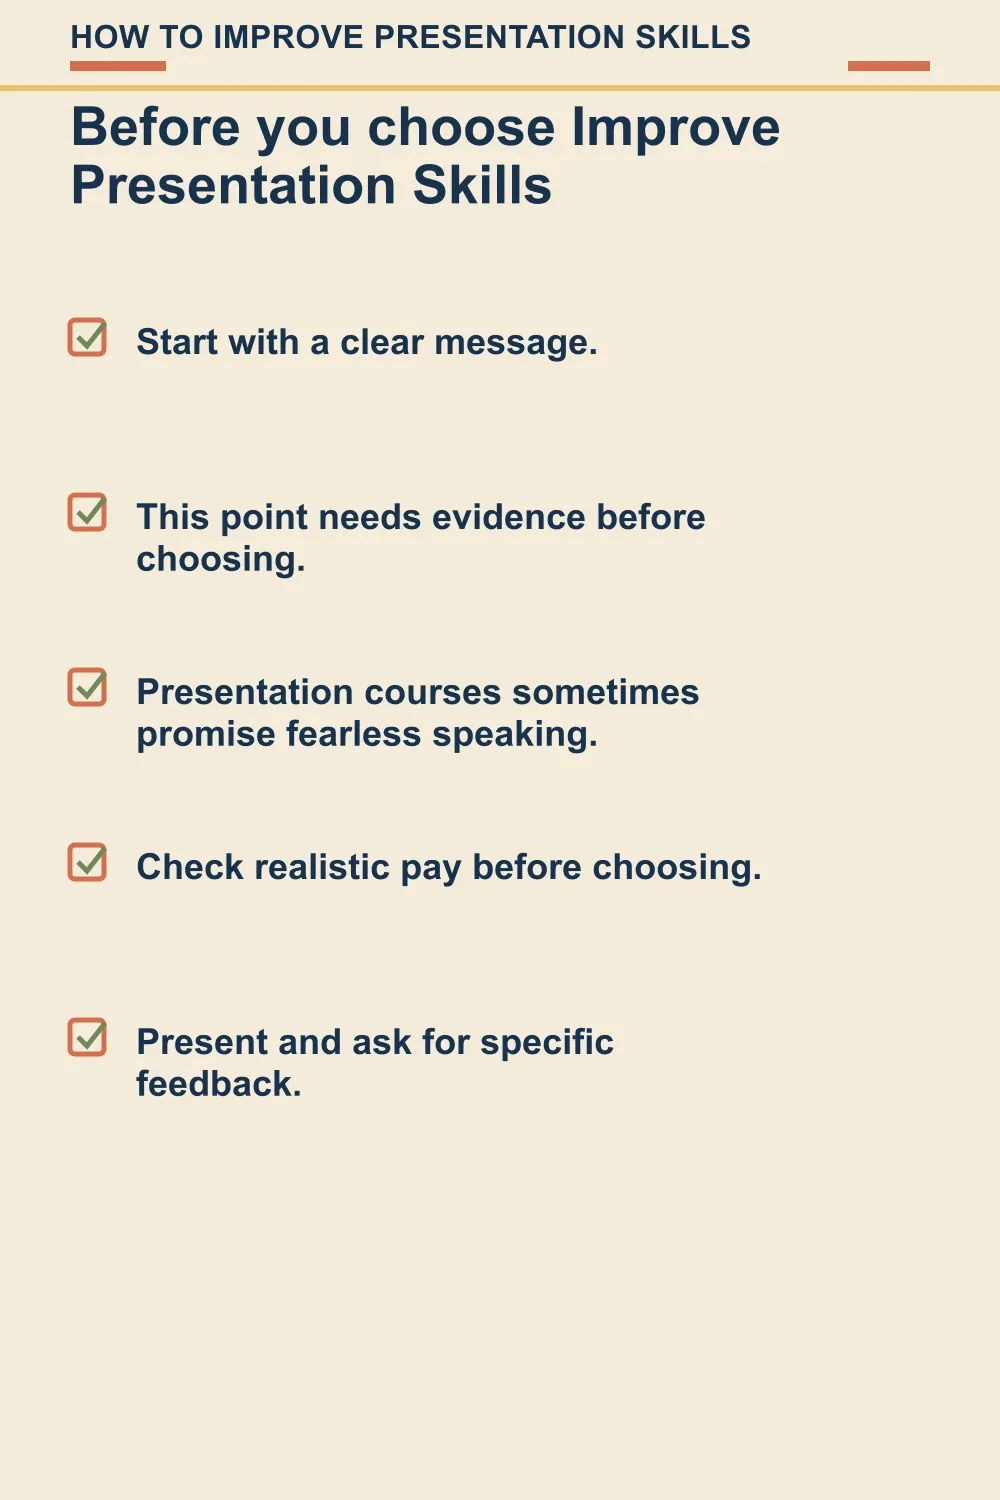 HOW TO IMPROVE PRESENTATION SKILLS
Before you choose Improve
Presentation Skills
Start with a clear message.
This point needs evidence before
choosing.
Presentation courses sometimes
promise fearless speaking.
Check realistic pay before choosing.
Present and ask for specific
feedback.